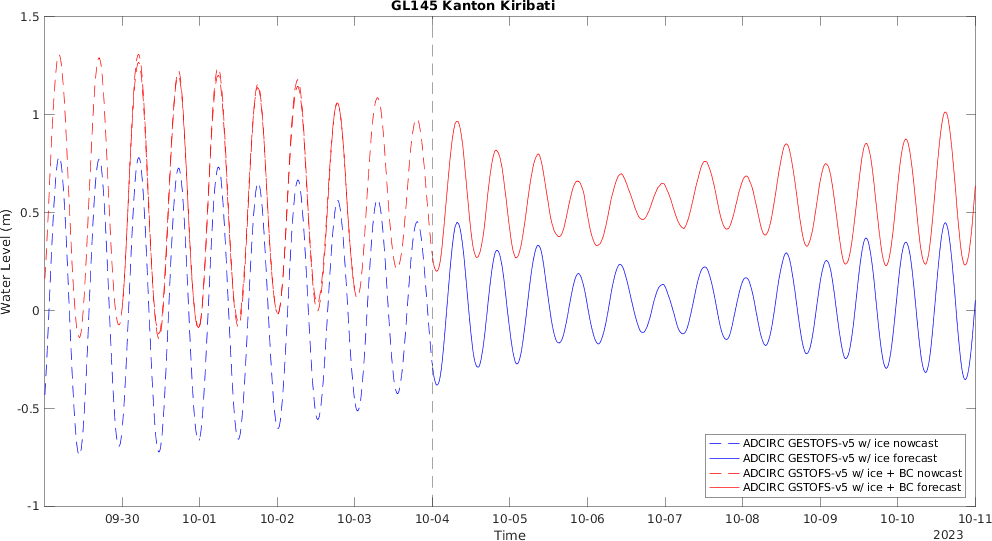 GL145 Kanton Kiribati
1.5
1
0.5
0
-0.5
-1
Water Level (m)
09-30
10-01
10-02
10-03
10-04
10-05
10-06
10-07
10-08
10-09
10-10
10-11
Time
2023
ADCIRC GESTOFS-v5 w/ ice nowcast
ADCIRC GESTOFS-v5 w/ ice forecast
ADCIRC GSTOFS-v5 w/ ice + BC nowcast
ADCIRC GSTOFS-v5 w/ ice + BC forecast